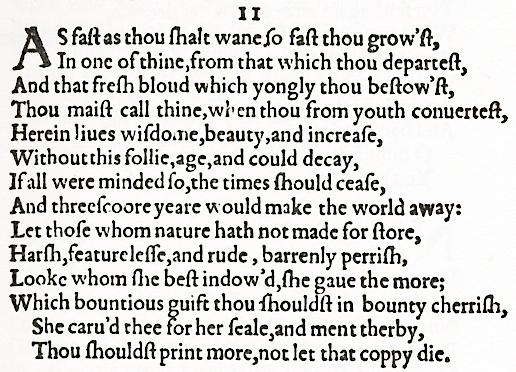 11
AS faſt as thou ſhalt wane ſo faſt thou grow'ſt,
In one of thine, from that which thou departeſt,
And that freſh bloud which yongly thou beſtow'ſt,
Thou maiſt call thine, when thou from youth conuerteſt,
Herein liues wiſdome, beauty, and increaſe,
Without this follie, age, and could decay,
If all were minded ſo, the times ſhould ceaſe,
And threeſcoore yeare would make the world away:
Let thoſe whom nature hath not made for ſtore,
Harſh, featureleſſe, and rude, barrenly perriſh,
Looke whom ſhe beſt indow'd, ſhe gaue the more;
Which bountious guift thou ſhouldſt in bounty cherriſh,
She caru'd thee for her ſeale, and ment therby,
Thou ſhouldſt print more, not let that coppy die.